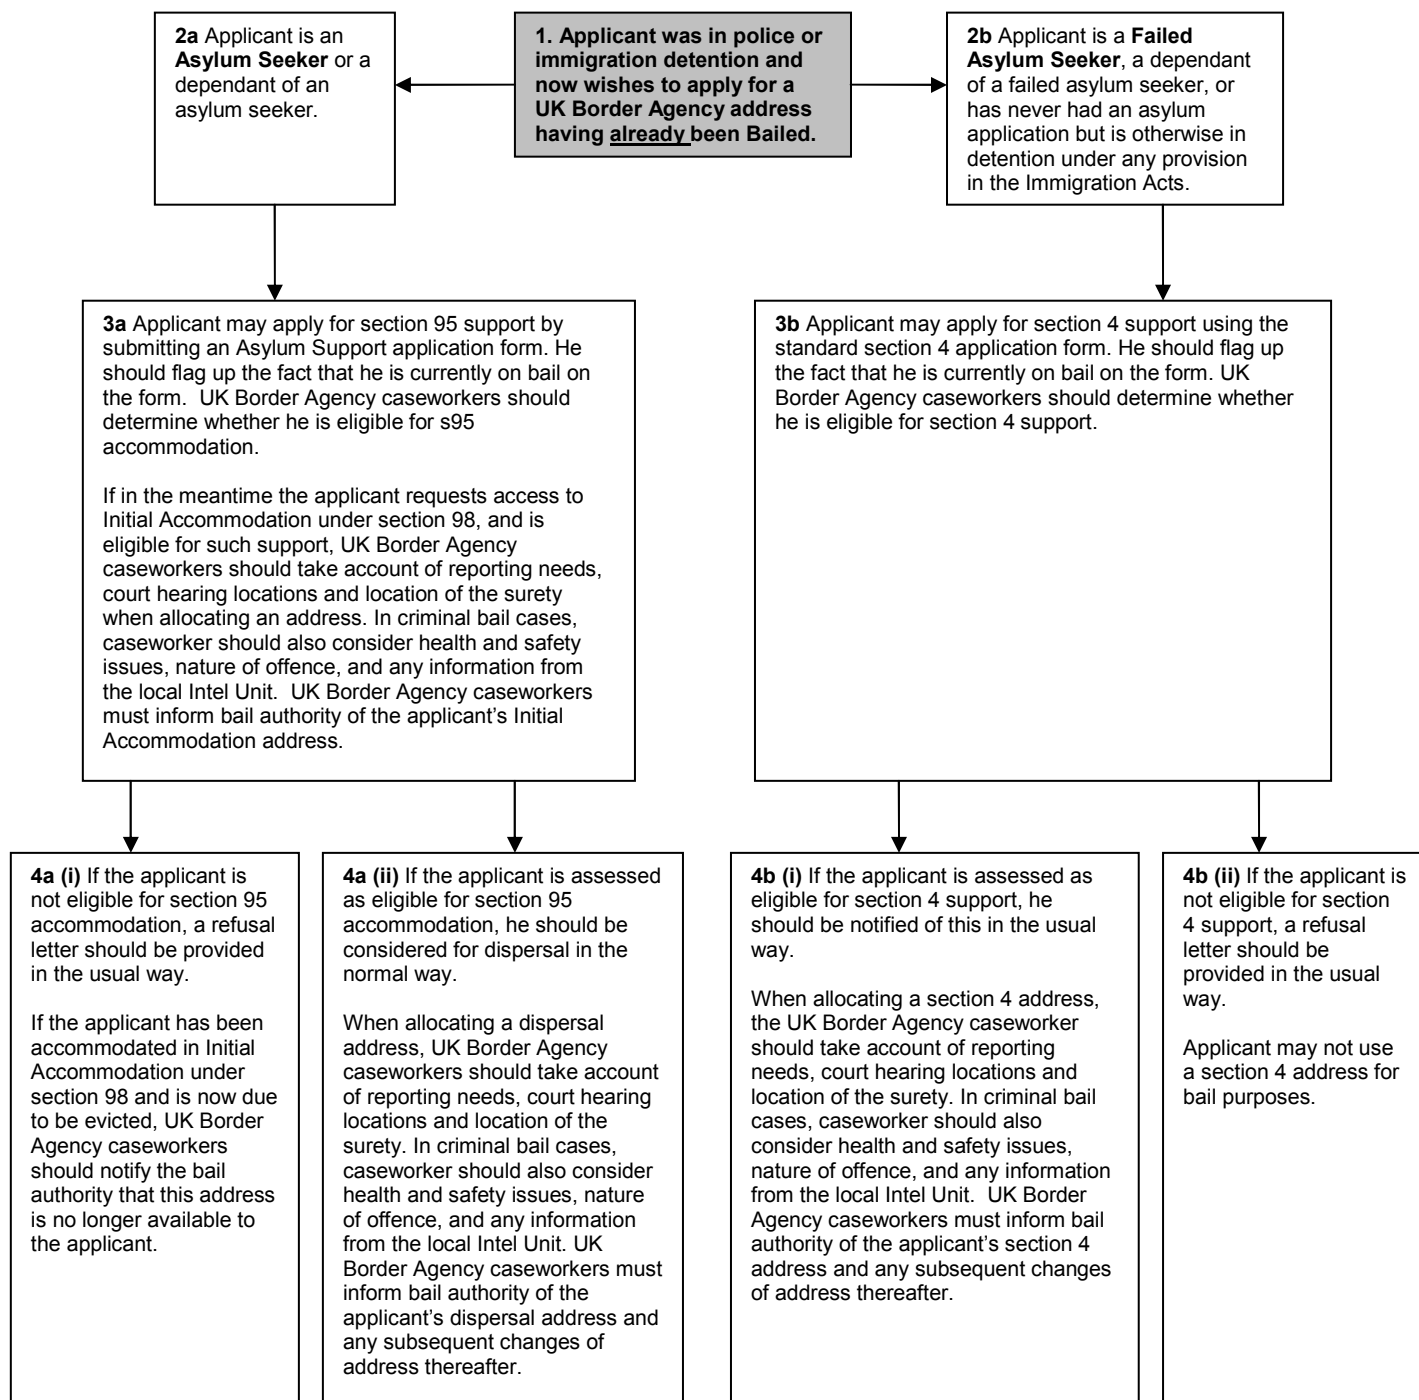 2a Applicant is an
Asylum Seeker or a
dependant of an
asylum seeker.
1. Applicant was in police or
immigration detention and
now wishes to apply for a
UK Border Agency address
having already been Bailed.
2b Applicant is a Failed
Asylum Seeker, a dependant
of a failed asylum seeker, or
has never had an asylum
application but is otherwise in
detention under any provision
in the Immigration Acts.
3a Applicant may apply for section 95 support by
submitting an Asylum Support application form. He
should flag up the fact that he is currently on bail on
the form.  UK Border Agency caseworkers should
determine whether he is eligible for s95
accommodation.
If in the meantime the applicant requests access to
Initial Accommodation under section 98, and is
eligible for such support, UK Border Agency
caseworkers should take account of reporting needs,
court hearing locations and location of the surety
when allocating an address. In criminal bail cases,
caseworker should also consider health and safety
issues, nature of offence, and any information from
the local Intel Unit.  UK Border Agency caseworkers
must inform bail authority of the applicant’s Initial
Accommodation address.
3b Applicant may apply for section 4 support using the
standard section 4 application form. He should flag up
the fact that he is currently on bail on the form. UK
Border Agency caseworkers should determine whether
he is eligible for section 4 support.
4a (i) If the applicant is
not eligible for section 95
accommodation, a refusal
letter should be provided
in the usual way.
If the applicant has been
accommodated in Initial
Accommodation under
section 98 and is now due
to be evicted, UK Border
Agency caseworkers
should notify the bail
authority that this address
is no longer available to
the applicant.
4a (ii) If the applicant is assessed
as eligible for section 95
accommodation, he should be
considered for dispersal in the
normal way.
When allocating a dispersal
address, UK Border Agency
caseworkers should take account
of reporting needs, court hearing
locations and location of the
surety. In criminal bail cases,
caseworker should also consider
health and safety issues, nature
of offence, and any information
from the local Intel Unit. UK
Border Agency caseworkers must
inform bail authority of the
applicant’s dispersal address and
any subsequent changes of
address thereafter.
4b (i) If the applicant is assessed as
eligible for section 4 support, he
should be notified of this in the usual
way.
When allocating a section 4 address,
the UK Border Agency caseworker
should take account of reporting
needs, court hearing locations and
location of the surety. In criminal bail
cases, caseworker should also
consider health and safety issues,
nature of offence, and any information
from the local Intel Unit.  UK Border
Agency caseworkers must inform bail
authority of the applicant’s section 4
address and any subsequent changes
of address thereafter.
4b (ii) If the applicant is
not eligible for section
4 support, a refusal
letter should be
provided in the usual
way.
Applicant may not use
a section 4 address for
bail purposes.